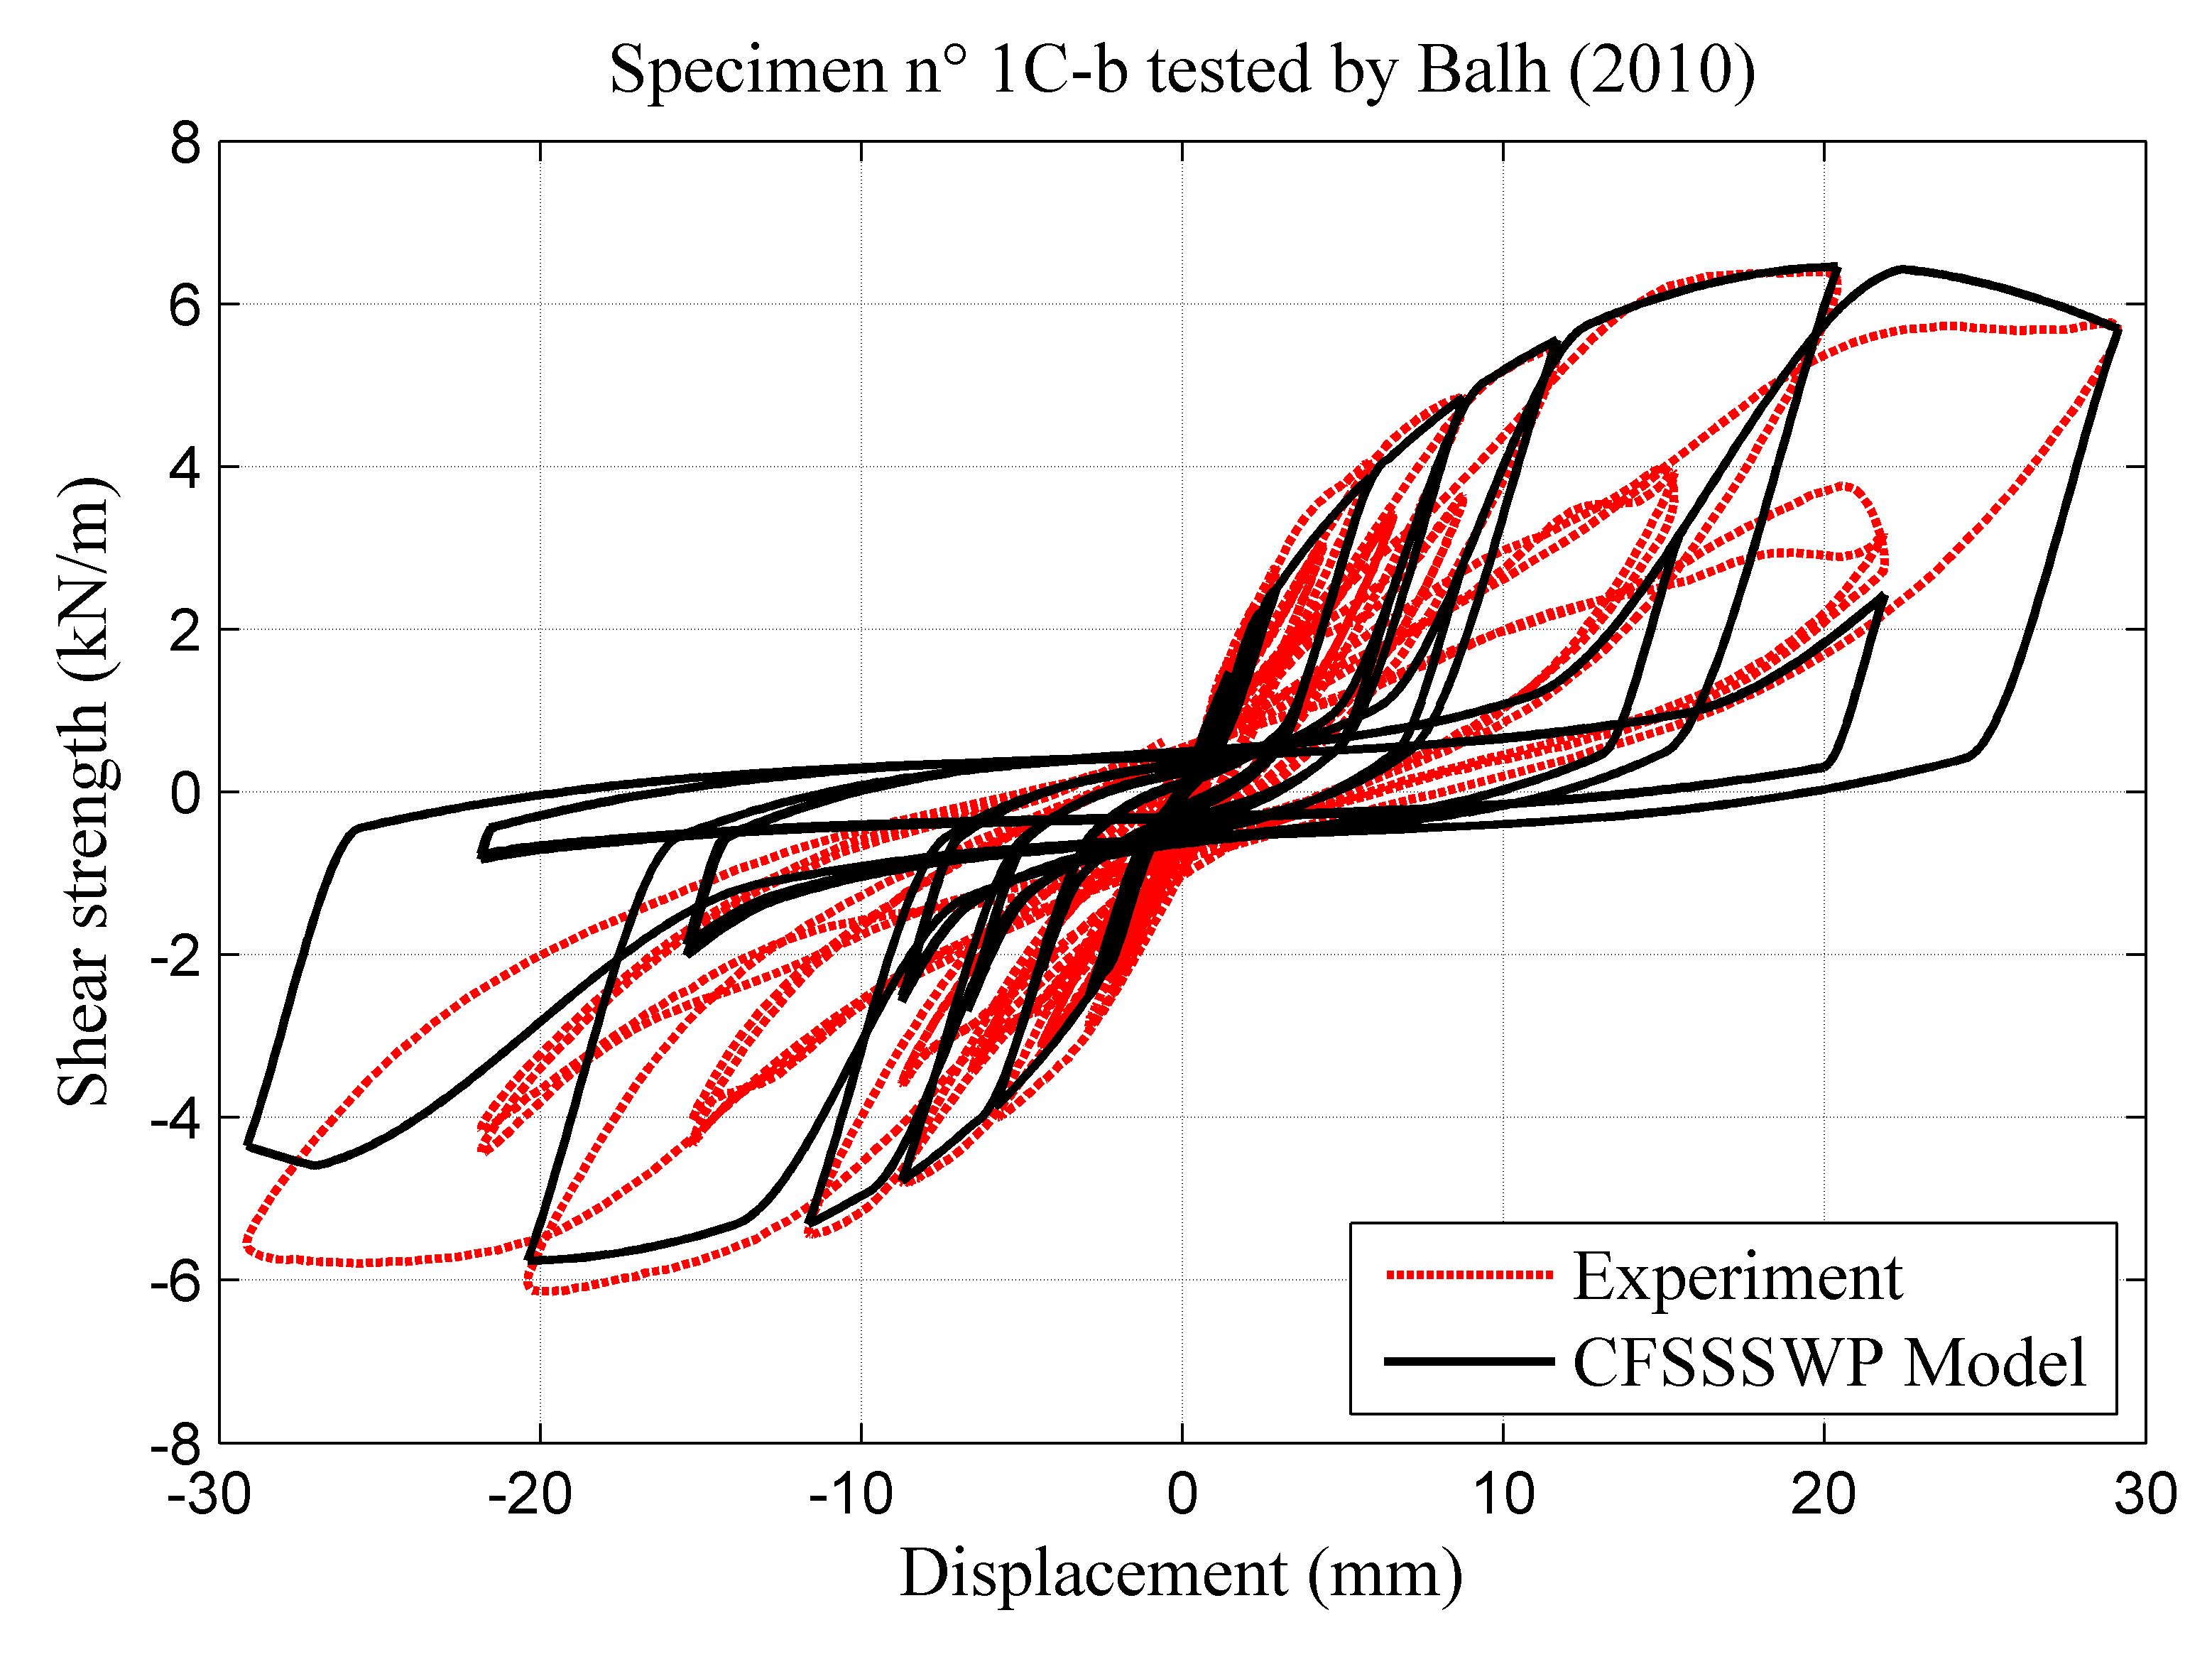 Specimen n° 1C-b tested by Balh (2010)
8
6
4
2
0
-2
-4
-6
-8
Shear strength (kN/m)
-30 -20 -10 0 10 20 30
Displacement (mm)
Experiment
CFSSSWP Model